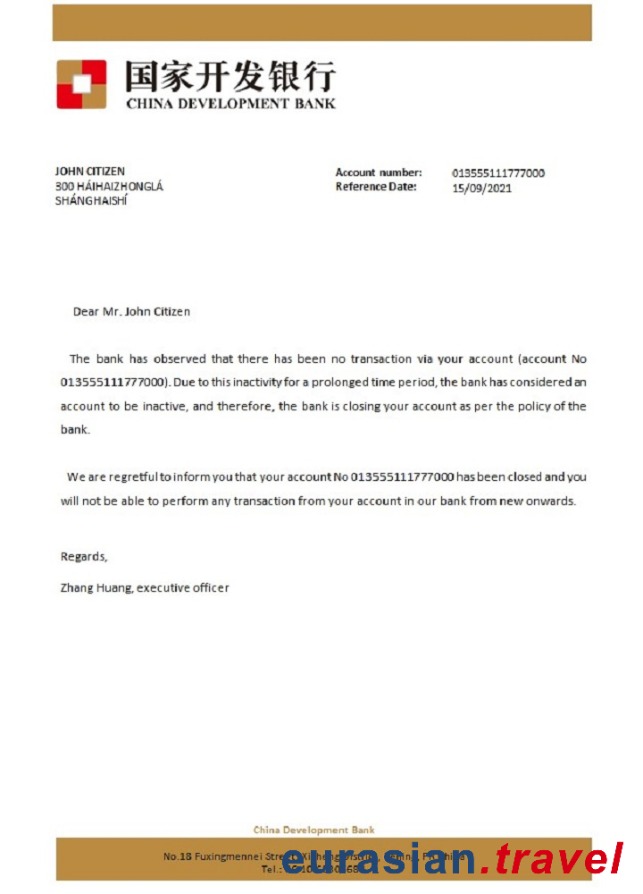 国家开发银行
CHINA DEVELOPMENT BANK
JOHN CITIZEN
300 HÁIHAIZHONGLÁ
SHÁNGHAISHÍ
Account number: 013555111777000
Reference Date: 15/09/2021
Dear Mr. John Citizen
The bank has observed that there has been no transaction via your account (account No
013555111777000). Due to this inactivity for a prolonged time period, the bank has considered an
account to be inactive, and therefore, the bank is closing your account as per the policy of the
bank.
We are regretful to inform you that your account No 013555111777000 has been closed and you
will not be able to perform any transaction from your account in our bank from new onwards.
Regards,
Zhang Huang, executive officer
China Development Bank
No.18 Fuxingmennei
Tel.:
eurasian.travel